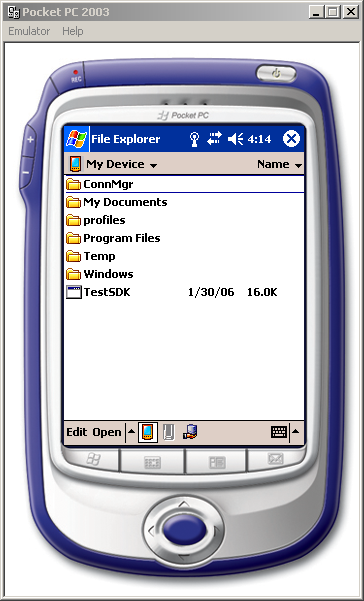 Pocket PC 2003
Emulator Help
REC
Pocket PC
File Explorer 4:14
My Device Name
ConnMgr
My Documents
profiles
Program Files
Temp
Windows
TestSDK 1/30/06 16.0K
Edit Open